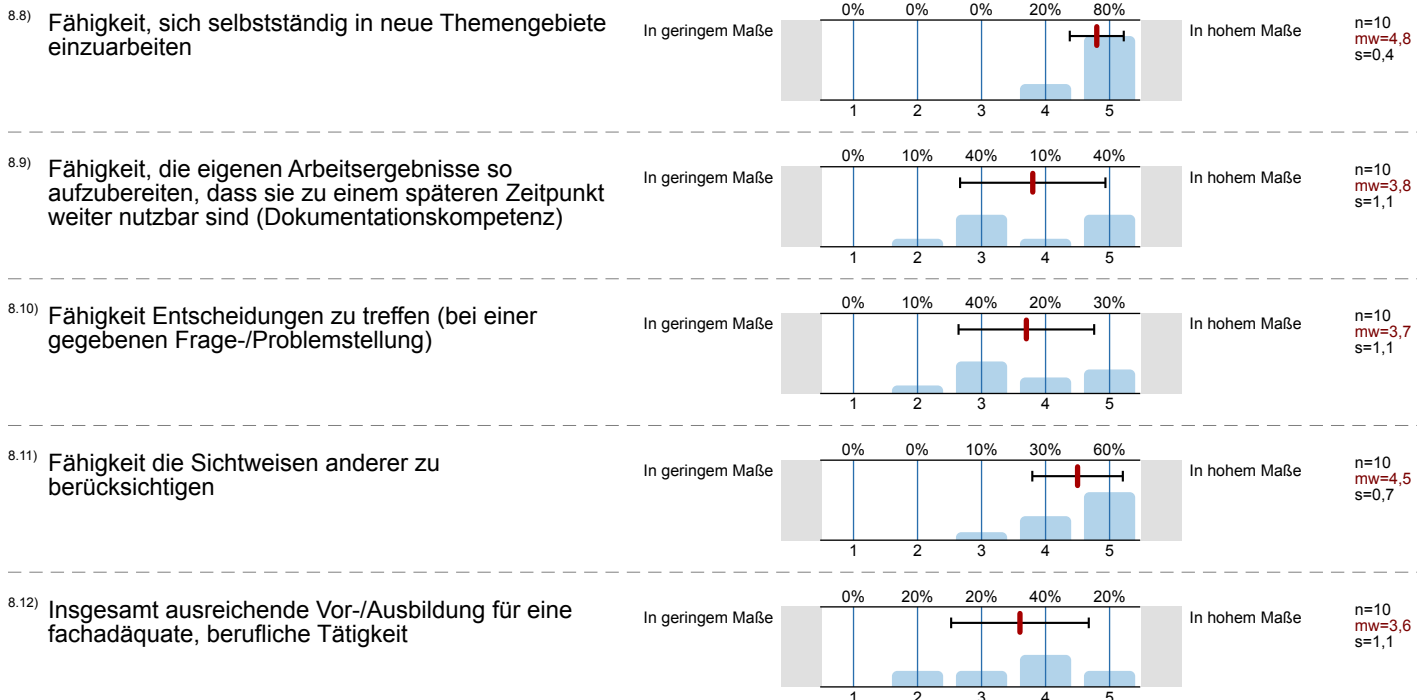 8.8) Fähigkeit, sich selbstständig in neue Themengebiete
einzuarbeiten
In geringem Maße
0% 0% 0% 20% 80%
1 2 3 4 5
In hohem Maße
n=10
mw=4,8
s=0,4
8.9) Fähigkeit, die eigenen Arbeitsergebnisse so
aufzubereiten, dass sie zu einem späteren Zeitpunkt
weiter nutzbar sind (Dokumentationskompetenz)
In geringem Maße
0% 10% 40% 10% 40%
1 2 3 4 5
In hohem Maße
n=10
mw=3,8
s=1,1
8.10) Fähigkeit Entscheidungen zu treffen (bei einer
gegebenen Frage-/Problemstellung)
In geringem Maße
0% 10% 40% 20% 30%
1 2 3 4 5
In hohem Maße
n=10
mw=3,7
s=1,1
8.11) Fähigkeit die Sichtweisen anderer zu
berücksichtigen
In geringem Maße
0% 0% 10% 30% 60%
1 2 3 4 5
In hohem Maße
n=10
mw=4,5
s=0,7
8.12) Insgesamt ausreichende Vor-/Ausbildung für eine
fachadäquate, berufliche Tätigkeit
In geringem Maße
0% 20% 20% 40% 20%
1 2 3 4 5
In hohem Maße
n=10
mw=3,6
s=1,1